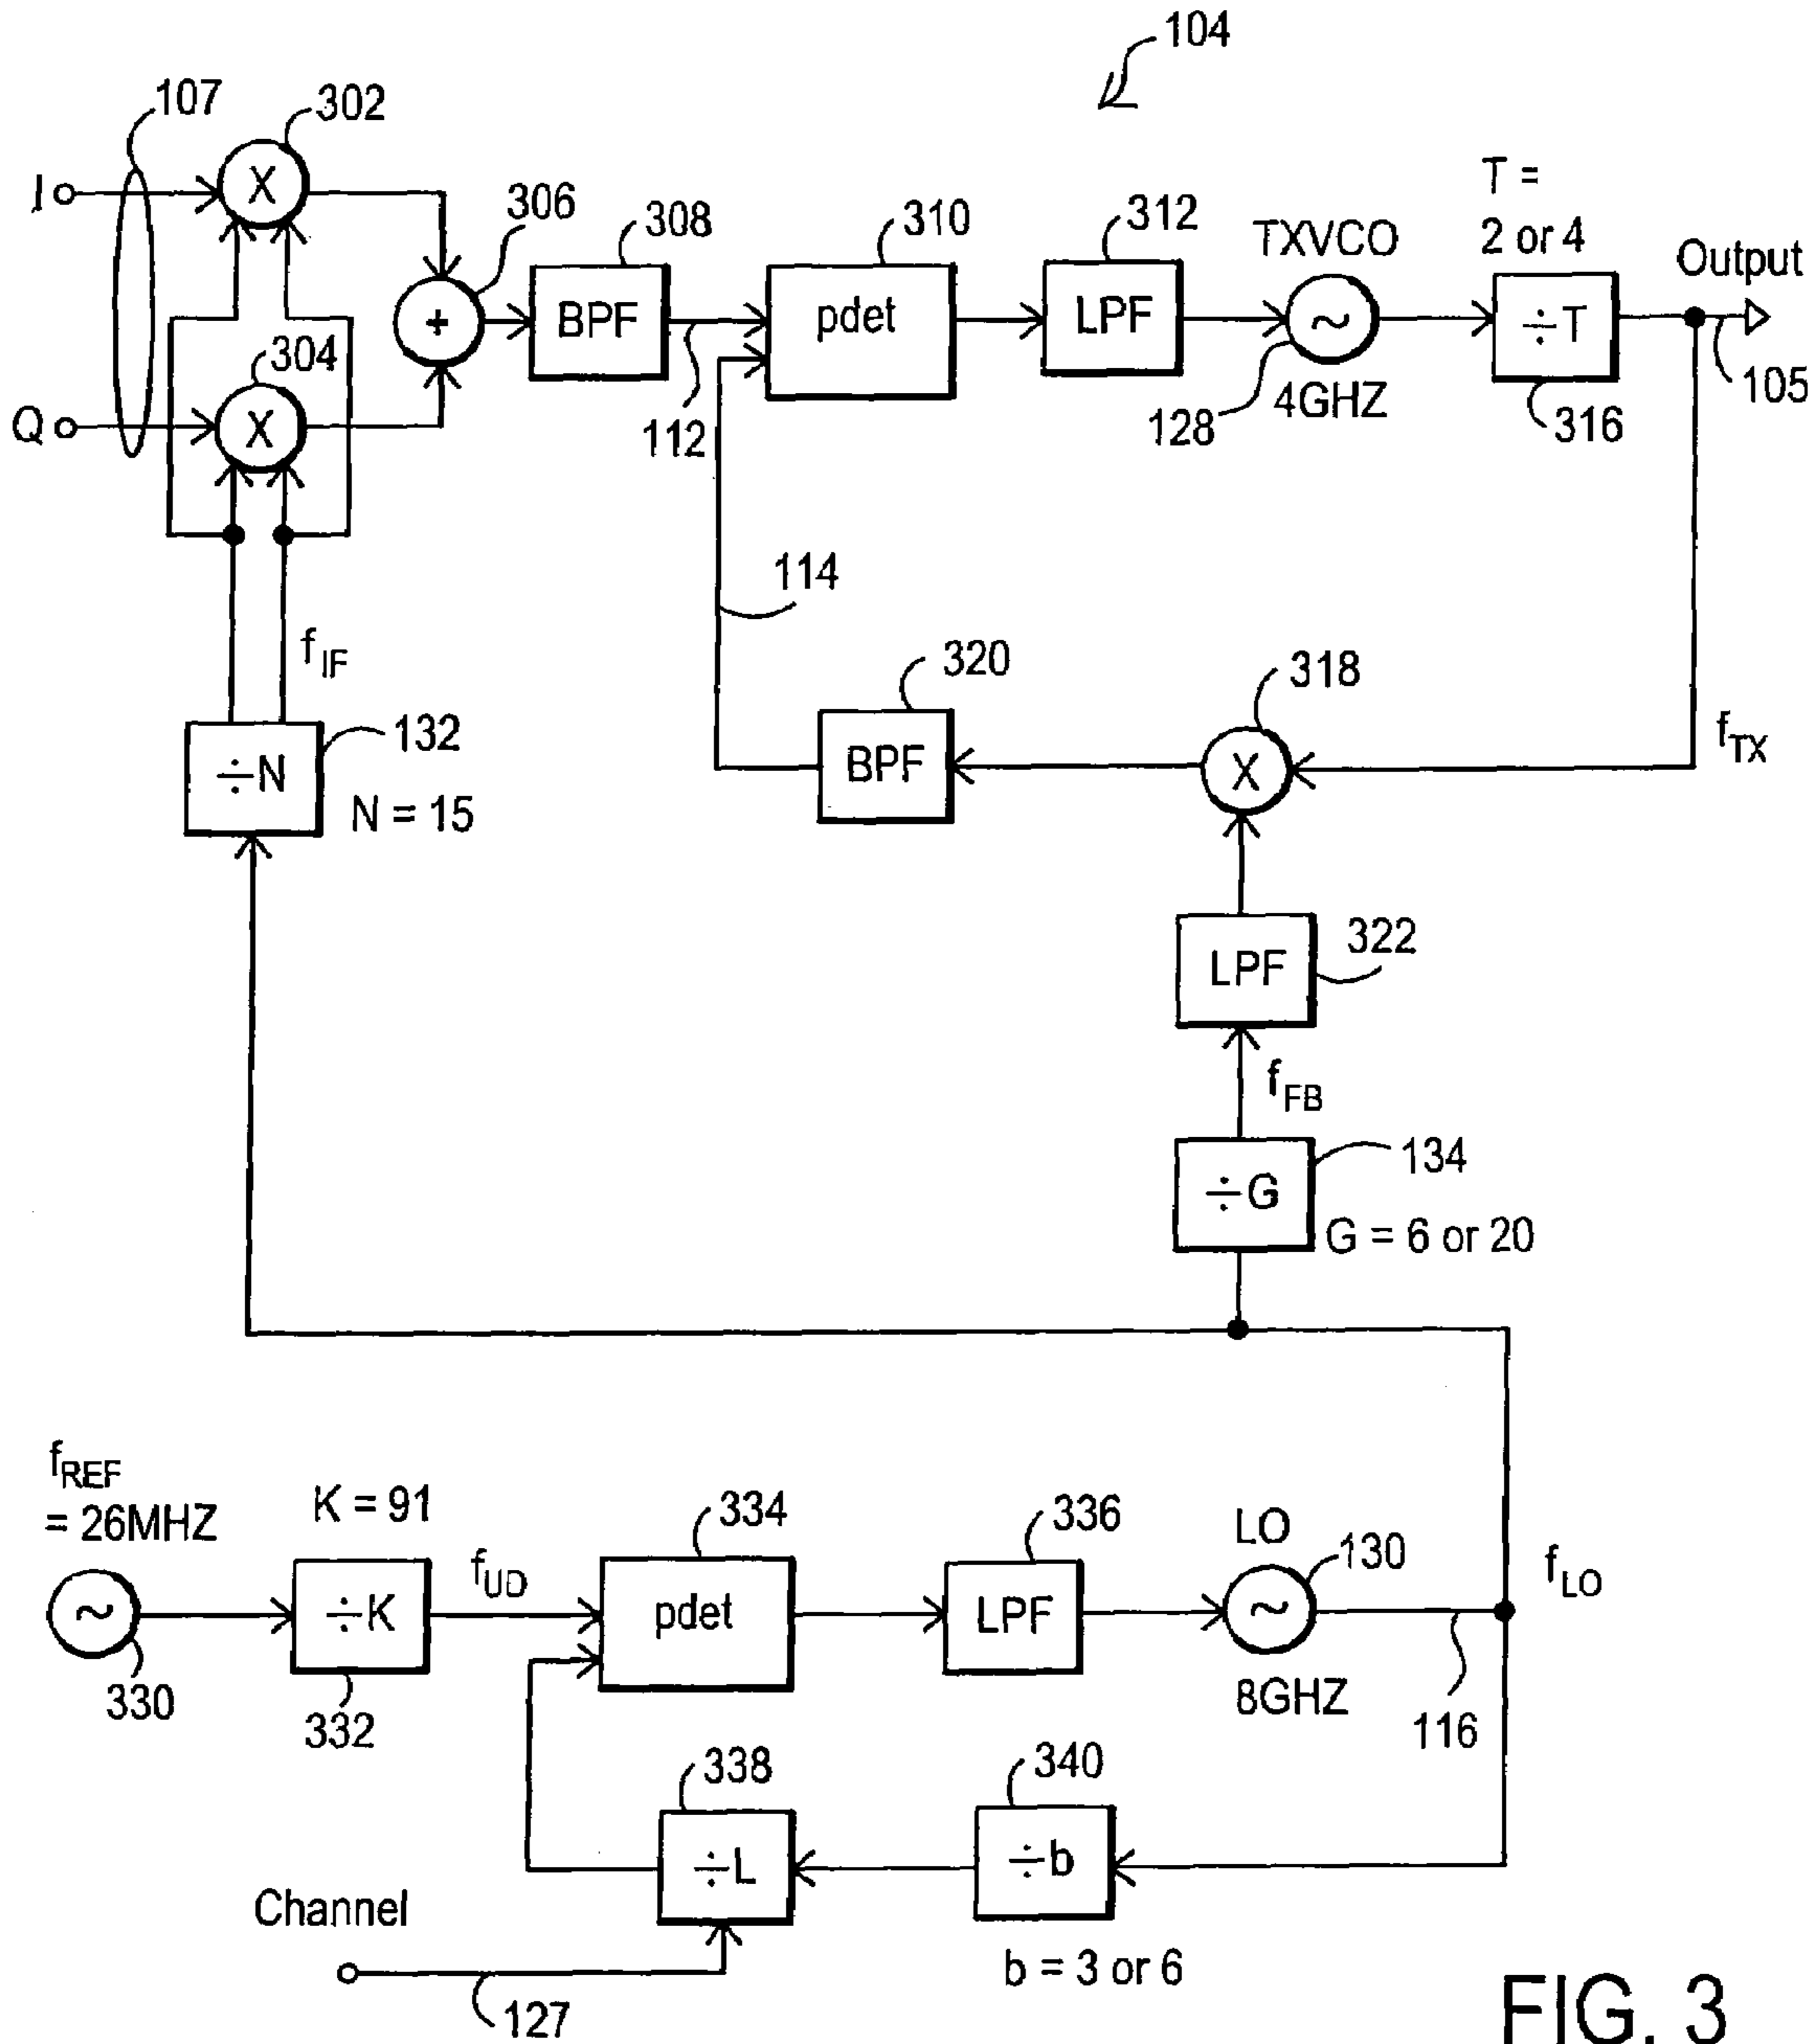 104
107
302
I
X
306
308
310
312
TXVCO
T =
2 or 4
Output
304
+
BPF
pdet
LPF
~
÷T
Q
X
112
128
4GHZ
316
105
114
fIF
320
318
fTX
132
÷N
N = 15
BPF
X
LPF
322
fFB
134
÷G
G = 6 or 20
fREF
= 26MHZ
K = 91
334
336
LO
130
fUD
fLO
~
÷K
pdet
LPF
~
330
332
8GHZ
116
338
340
÷L
÷b
Channel
127
b = 3 or 6
FIG. 3